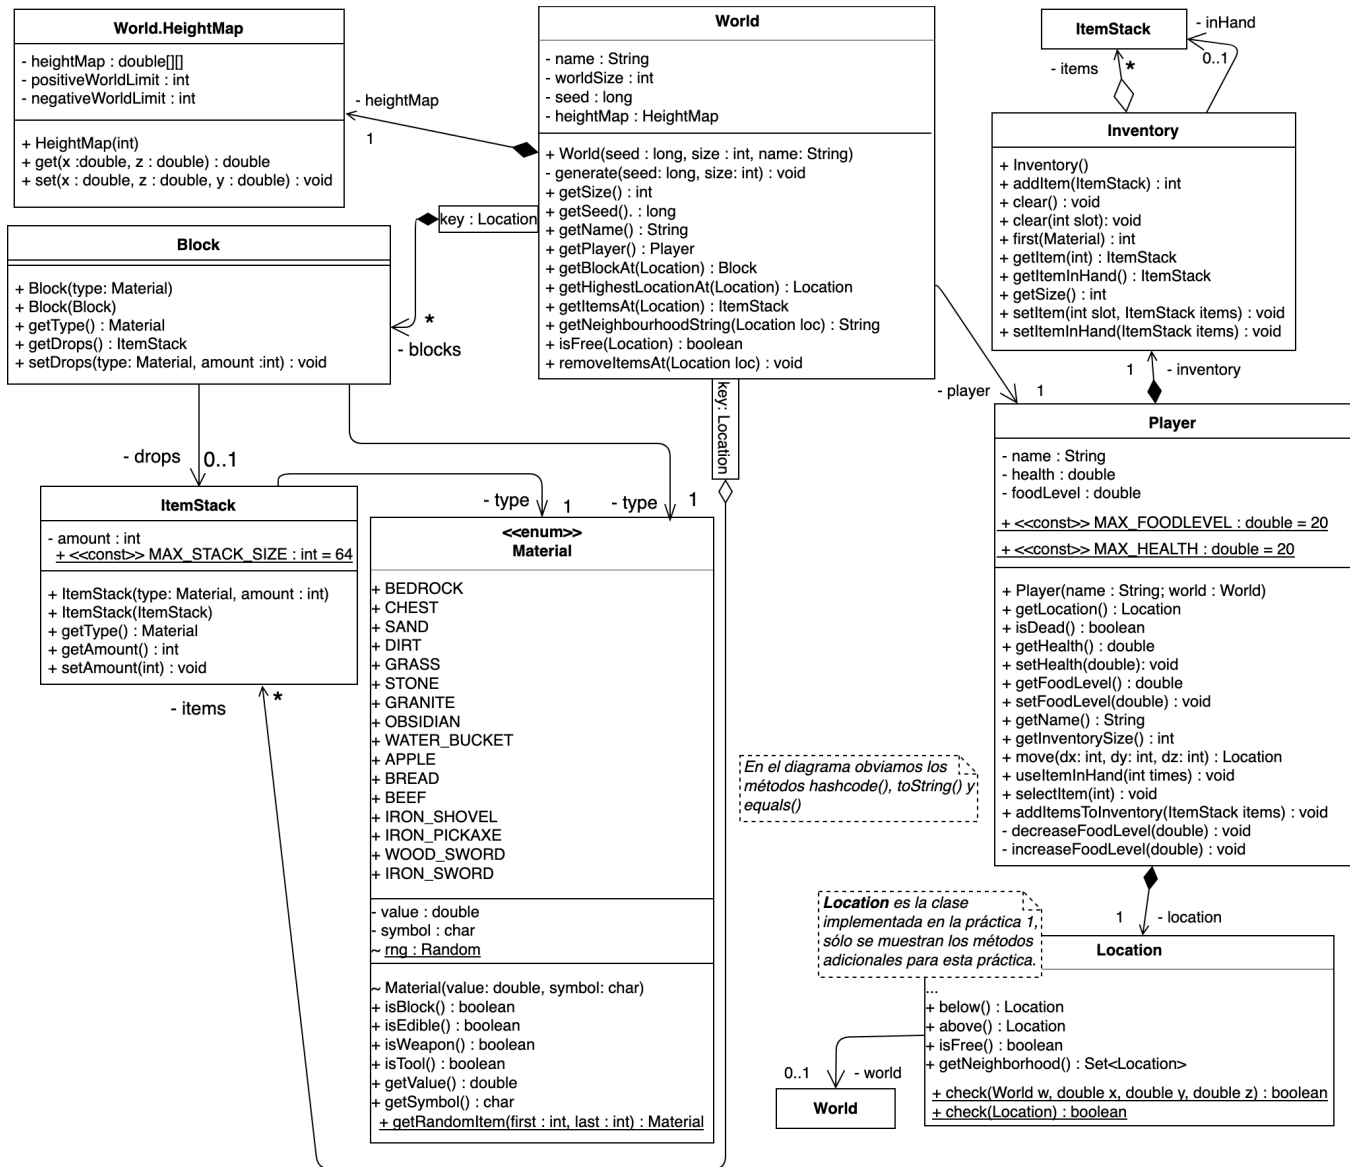 World.HeightMap
- heightMap : double[][]
- positiveWorldLimit : int
- negativeWorldLimit : int
+ HeightMap(int)
+ get(x :double, z : double) : double
+ set(x : double, z : double, y : double) : void
- heightMap
1
World
- name : String
- worldSize : int
- seed : long
- heightMap : HeightMap
+ World(seed : long, size : int, name: String)
- generate(seed: long, size: int) : void
+ getSize() : int
+ getSeed(). : long
+ getName() : String
+ getPlayer() : Player
+ getBlockAt(Location) : Block
+ getHighestLocationAt(Location) : Location
+ getItemsAt(Location) : ItemStack
+ getNeighbourhoodString(Location loc) : String
+ isFree(Location) : boolean
+ removeItemsAt(Location loc) : void
key : Location
*
- blocks
key: Location
ItemStack
- inHand
0..1
- items
*
Inventory
+ Inventory()
+ addItem(ItemStack) : int
+ clear() : void
+ clear(int slot): void
+ first(Material) : int
+ getItem(int) : ItemStack
+ getItemInHand() : ItemStack
+ getSize() : int
+ setItem(int slot, ItemStack items) : void
+ setItemInHand(ItemStack items) : void
1
- inventory
- player
1
Block
+ Block(type: Material)
+ Block(Block)
+ getType() : Material
+ getDrops() : ItemStack
+ setDrops(type: Material, amount :int) : void
- drops
0..1
- type
1
- type
1
ItemStack
- amount : int
+ <<const>> MAX_STACK_SIZE : int = 64
+ ItemStack(type: Material, amount : int)
+ ItemStack(ItemStack)
+ getType() : Material
+ getAmount() : int
+ setAmount(int) : void
- items
*
<<enum>>
Material
+ BEDROCK
+ CHEST
+ SAND
+ DIRT
+ GRASS
+ STONE
+ GRANITE
+ OBSIDIAN
+ WATER_BUCKET
+ APPLE
+ BREAD
+ BEEF
+ IRON_SHOVEL
+ IRON_PICKAXE
+ WOOD_SWORD
+ IRON_SWORD
- value : double
- symbol : char
~ rng : Random
~ Material(value: double, symbol: char)
+ isBlock() : boolean
+ isEdible() : boolean
+ isWeapon() : boolean
+ isTool() : boolean
+ getValue() : double
+ getSymbol() : char
+ getRandomItem(first : int, last : int) : Material
Player
- name : String
- health : double
- foodLevel : double
+ <<const>> MAX_FOODLEVEL : double = 20
+ <<const>> MAX_HEALTH : double = 20
+ Player(name : String; world : World)
+ getLocation() : Location
+ isDead() : boolean
+ getHealth() : double
+ setHealth(double): void
+ getFoodLevel() : double
+ setFoodLevel(double) : void
+ getName() : String
+ getInventorySize() : int
+ move(dx: int, dy: int, dz: int) : Location
+ useItemInHand(int times) : void
+ selectItem(int) : void
+ addItemsToInventory(ItemStack items) : void
- decreaseFoodLevel(double) : void
- increaseFoodLevel(double) : void
En el diagrama obviamos los
métodos hashcode(), toString() y
equals()
Location es la clase
implementada en la práctica 1,
sólo se muestran los métodos
adicionales para esta práctica.
1
- location
Location
...
+ below() : Location
+ above() : Location
+ isFree() : boolean
+ getNeighborhood() : Set<Location>
+ check(World w, double x, double y, double z) : boolean
+ check(Location) : boolean
0..1
- world
World